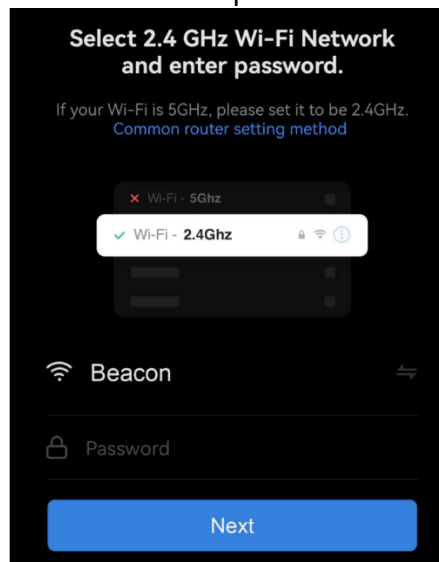 Select 2.4 GHz Wi-Fi Network
and enter password.
If your Wi-Fi is 5GHz, please set it to be 2.4GHz.
Common router setting method
Wi-Fi - 5Ghz
Wi-Fi - 2.4Ghz
Beacon
Password
Next